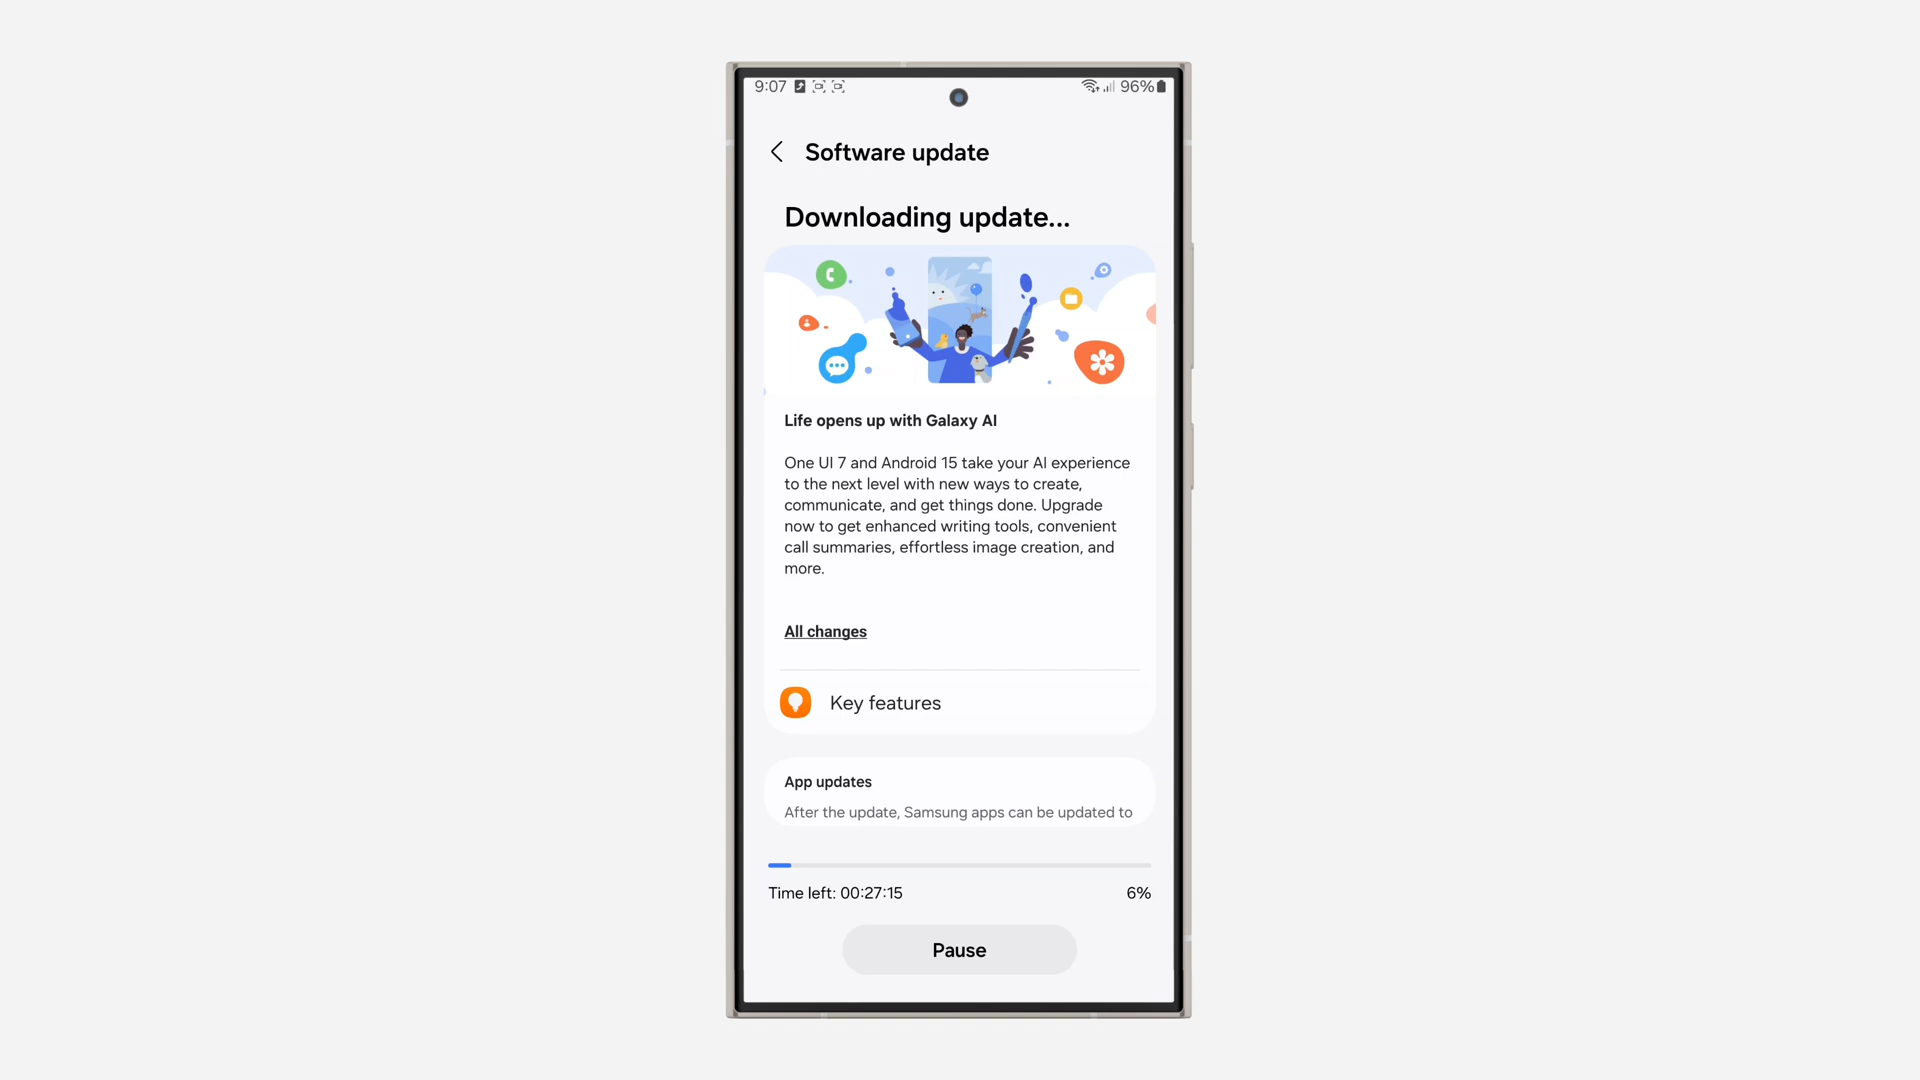 9:07
96%
Software update
Downloading update...
Life opens up with Galaxy AI
One UI 7 and Android 15 take your AI experience
to the next level with new ways to create,
communicate, and get things done. Upgrade
now to get enhanced writing tools, convenient
call summaries, effortless image creation, and
more.
All changes
Key features
App updates
After the update, Samsung apps can be updated to
Time left: 00:27:15
6%
Pause